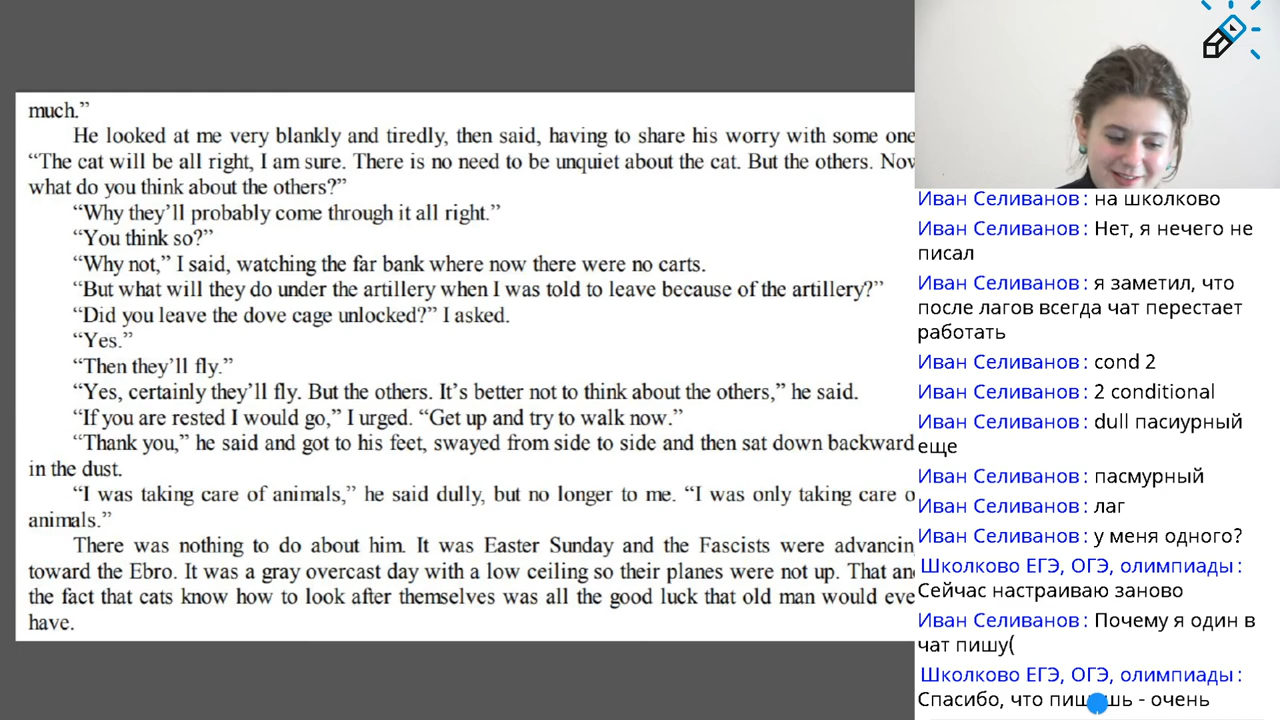 much.”
He looked at me very blankly and tiredly, then said, having to share his worry with some one
“The cat will be all right, I am sure. There is no need to be unquiet about the cat. But the others.
what do you think about the others?”
“Why they’ll probably come through it all right.”
“You think so?”
“Why not,” I said, watching the far bank where now there were no carts.
“But what will they do under the artillery when I was told to leave because of the artillery?”
“Did you leave the dove cage unlocked?” I asked.
“Yes.”
“Then they’ll fly.”
“Yes, certainly they’ll fly. But the others. It’s better not to think about the others,” he said.
“If you are rested I would go,” I urged. “Get up and try to walk now.”
“Thank you,” he said and got to his feet, swayed from side to side and then sat down backward
in the dust.
“I was taking care of animals,” he said dully, but no longer to me. “I was only taking care
animals.”
There was nothing to do about him. It was Easter Sunday and the Fascists were
toward the Ebro. It was a gray overcast day with a low ceiling so their planes were not up. That
the fact that cats know how to look after themselves was all the good luck that old man would
have.
Иван Селиванов: на школково
Иван Селиванов: Нет, я нечего не
писал
Иван Селиванов: я заметил, что
после лагов всегда чат перестает
работать
Иван Селиванов: cond 2
Иван Селиванов: 2 conditional
Иван Селиванов: dull пасиурный
еще
Иван Селиванов: пасмурный
Иван Селиванов: лаг
Иван Селиванов: у меня одного?
Школково ЕГЭ, ОГЭ, олимпиады:
Сейчас настраиваю заново
Иван Селиванов: Почему я один в
чат пишу(
Школково ЕГЭ, ОГЭ, олимпиады:
Спасибо, что пишешь - очень